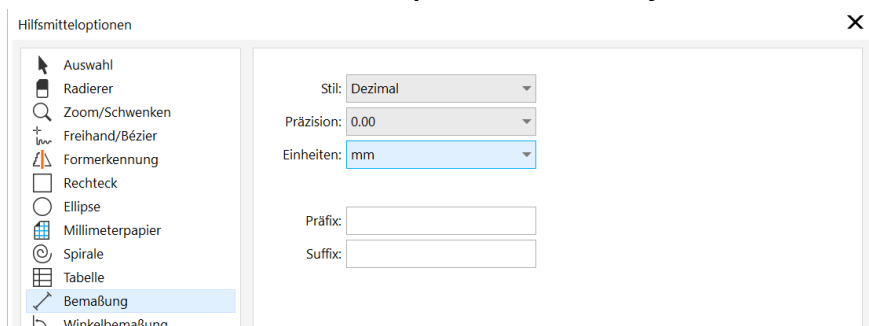 Hilfsmitteloptionen
Auswahl
Radierer
Zoom/Schwenken
Freihand/Bézier
Formerkennung
Rechteck
Ellipse
Millimeterpapier
Spirale
Tabelle
Bemaßung
Winkelbemaßung
Stil: Dezimal
Präzision: 0.00
Einheiten: mm
Präfix:
Suffix: